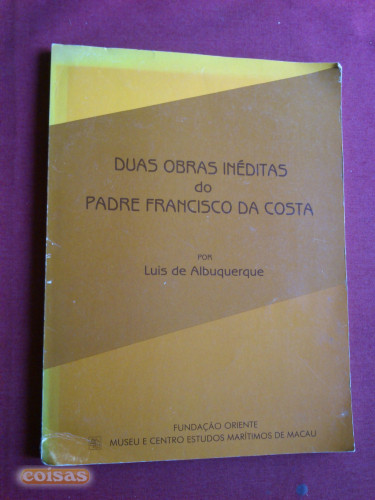 DUAS OBRAS INÉDITAS
do
PADRE FRANCISCO DA COSTA
POR
Luis de Albuquerque
FUNDAÇÃO ORIENTE
MUSEU E CENTRO ESTUDOS MARÍTIMOS DE MACAU
coisas